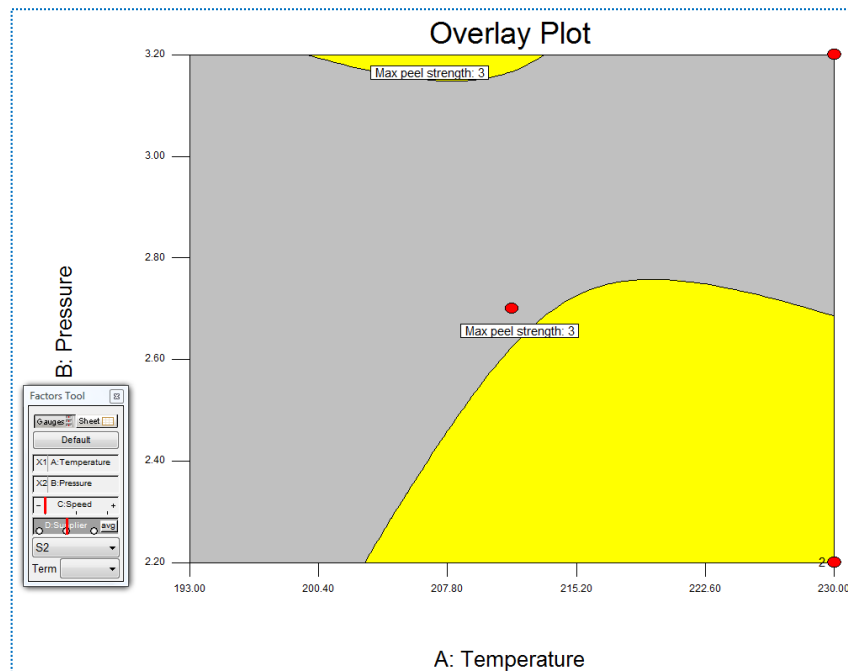 Overlay Plot
3.20
Max peel strength: 3
3.00
2.80
B: Pressure
Max peel strength: 3
2.60
Factors Tool
Gauges
Sheet
Default
X1 A:Temperature
X2 B:Pressure
- C:Speed +
D:Supplier avg
S2
Term
2.40
2.20
2
193.00 200.40 207.80 215.20 222.60 230.00
A: Temperature